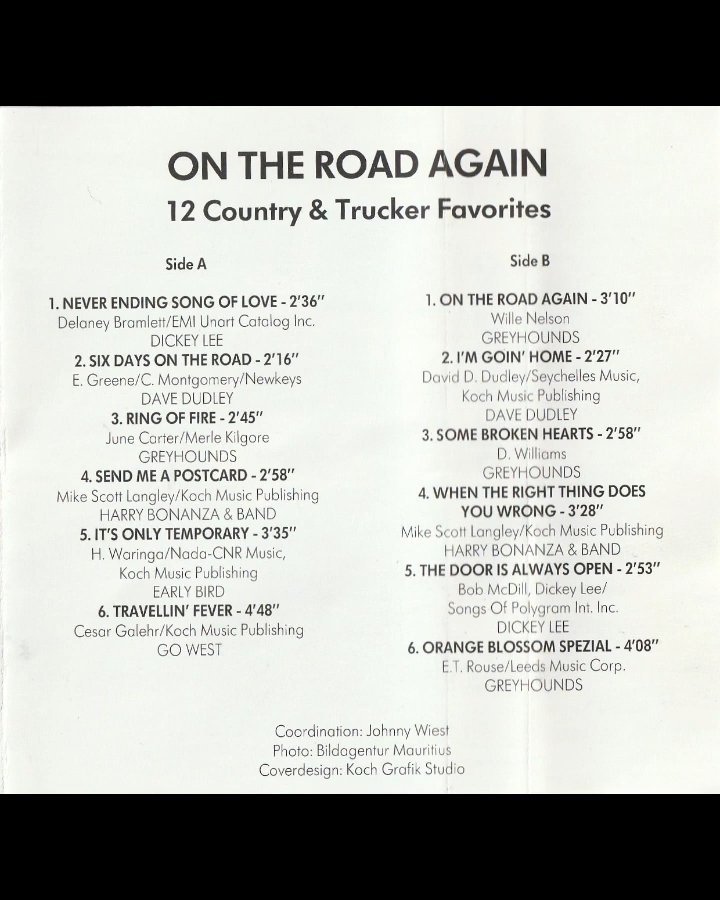 ON THE ROAD AGAIN
12 Country & Trucker Favorites
Side A
1. NEVER ENDING SONG OF LOVE - 2'36"
Delaney Bramlett/EMI Unart Catalog Inc.
DICKEY LEE
2. SIX DAYS ON THE ROAD - 2'16"
E. Greene/C. Montgomery/Newkeys
DAVE DUDLEY
3. RING OF FIRE - 2'45"
June Carter/Merle Kilgore
GREYHOUNDS
4. SEND ME A POSTCARD - 2'58"
Mike Scott Langley/Koch Music Publishing
HARRY BONANZA & BAND
5. IT'S ONLY TEMPORARY - 3'35"
H. Waringa/Nada-CNR Music,
Koch Music Publishing
EARLY BIRD
6. TRAVELLIN' FEVER - 4'48"
Cesar Galehr/Koch Music Publishing
GO WEST
Side B
1. ON THE ROAD AGAIN - 3'10"
Wille Nelson
GREYHOUNDS
2. I'M GOIN' HOME - 2'27"
David D. Dudley/Seychelles Music,
Koch Music Publishing
DAVE DUDLEY
3. SOME BROKEN HEARTS - 2'58"
D. Williams
GREYHOUNDS
4. WHEN THE RIGHT THING DOES
YOU WRONG - 3'28"
Mike Scott Langley/Koch Music Publishing
HARRY BONANZA & BAND
5. THE DOOR IS ALWAYS OPEN - 2'53"
Bob McDill, Dickey Lee/
Songs Of Polygram Int. Inc.
DICKEY LEE
6. ORANGE BLOSSOM SPEZIAL - 4'08"
E.T. Rouse/Leeds Music Corp.
GREYHOUNDS
Coordination: Johnny Wiest
Photo: Bildagentur Mauritius
Coverdesign: Koch Grafik Studio